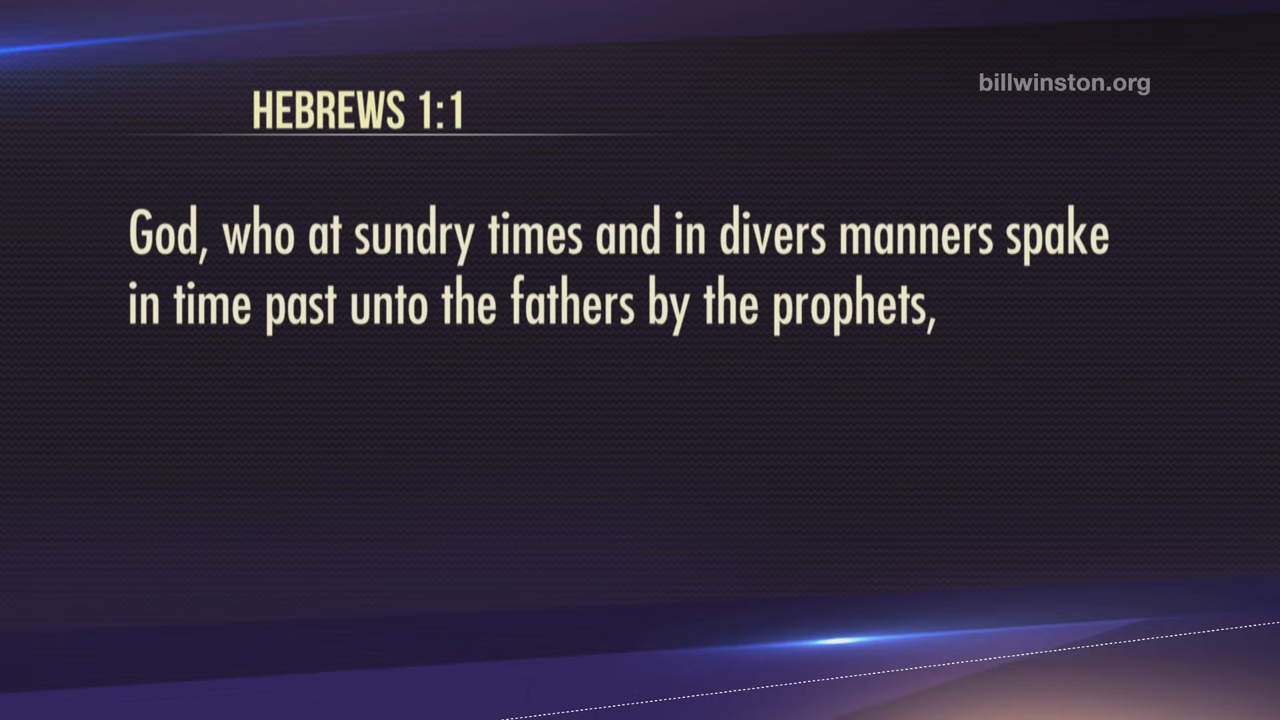 billwinston.org
HEBREWS 1:1
God, who at sundry times and in divers manners spake
in time past unto the fathers by the prophets,